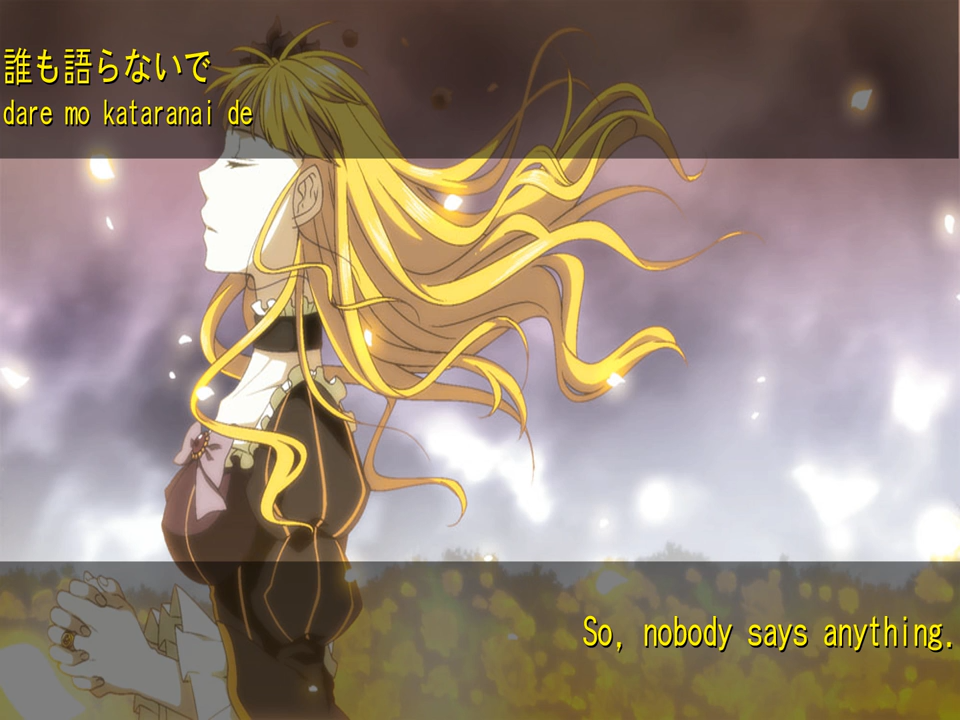 誰も語らないで
dare mo kataranai de
So, nobody says anything.